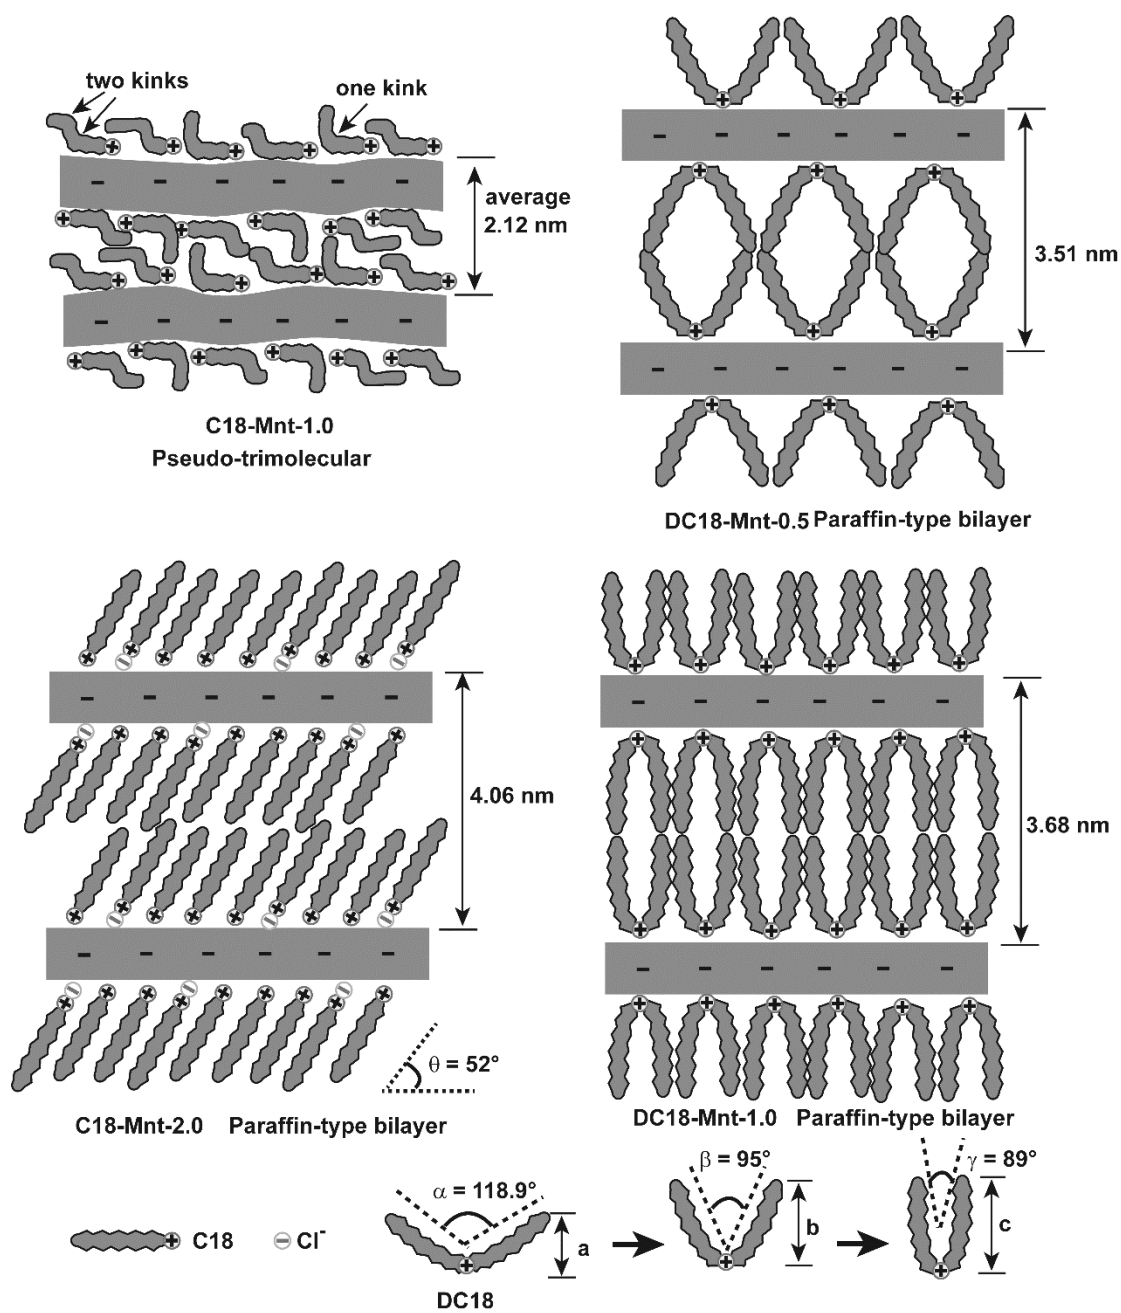 two kinks
one kink
average
2.12 nm
C18-Mnt-1.0
Pseudo-trimolecular
3.51 nm
DC18-Mnt-0.5 Paraffin-type bilayer
4.06 nm
θ = 52°
C18-Mnt-2.0 Paraffin-type bilayer
3.68 nm
DC18-Mnt-1.0 Paraffin-type bilayer
C18
Cl⁻
α = 118.9°
a
DC18
β = 95°
b
γ = 89°
c